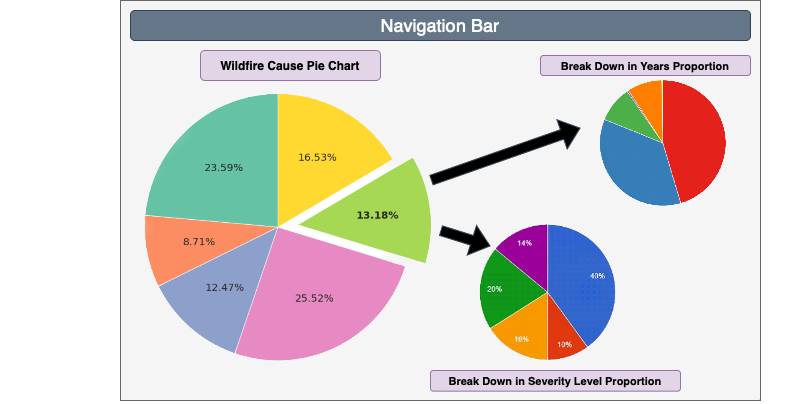 Navigation Bar
Wildfire Cause Pie Chart
Break Down in Years Proportion
16.53%
23.59%
13.18%
8.71%
12.47%
25.52%
14%
40%
20%
16%
10%
Break Down in Severity Level Proportion